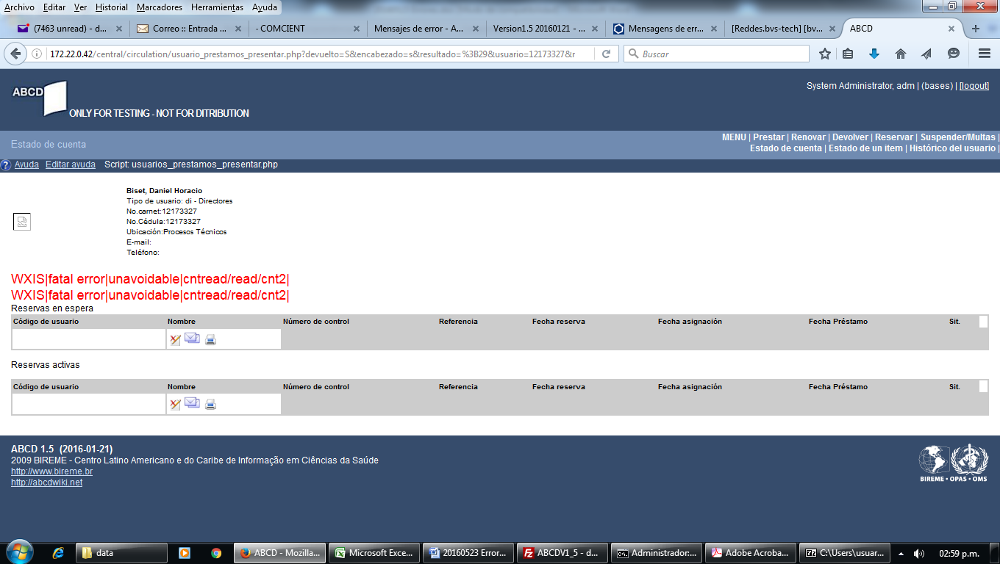 Archivo Editar Ver Historial Marcadores Herramientas Ayuda
(7463 unread) - d... Correo :: Entrada ... · COMCIENT Mensajes de error - A... Version1.5 20160121 - ... Mensagens de err... [Reddes.bvs-tech] [bv... ABCD
172.22.0.42/central/circulation/usuario_prestamos_presentar.php?devuelto=S&encabezado=s&resultado=%3B29&usuario=12173327&r Buscar
ABCD
System Administrator, adm | (bases) | [logout]
ONLY FOR TESTING - NOT FOR DITRIBUTION
Estado de cuenta
MENU | Prestar | Renovar | Devolver | Reservar | Suspender/Multas |
Estado de cuenta | Estado de un item | Histórico del usuario |
? Ayuda Editar ayuda Script: usuarios_prestamos_presentar.php
Biset, Daniel Horacio
Tipo de usuario: di - Directores
No.carnet:12173327
No.Cédula:12173327
Ubicación:Procesos Técnicos
E-mail:
Teléfono:
WXIS|fatal error|unavoidable|cntread/read/cnt2|
WXIS|fatal error|unavoidable|cntread/read/cnt2|
Reservas en espera
Código de usuario Nombre Número de control Referencia Fecha reserva Fecha asignación Fecha Préstamo Sit.
Reservas activas
Código de usuario Nombre Número de control Referencia Fecha reserva Fecha asignación Fecha Préstamo Sit.
ABCD 1.5 (2016-01-21)
2009 BIREME - Centro Latino Americano e do Caribe de Informação em Ciências da Saúde
http://www.bireme.br
http://abcdwiki.net
BIREME • OPAS • OMS
data ABCD - Mozilla... Microsoft Exce... 20160523 Error... ABCDV1_5 - d... Administrador:... Adobe Acroba... C:\Users\usuar... 02:59 p.m.